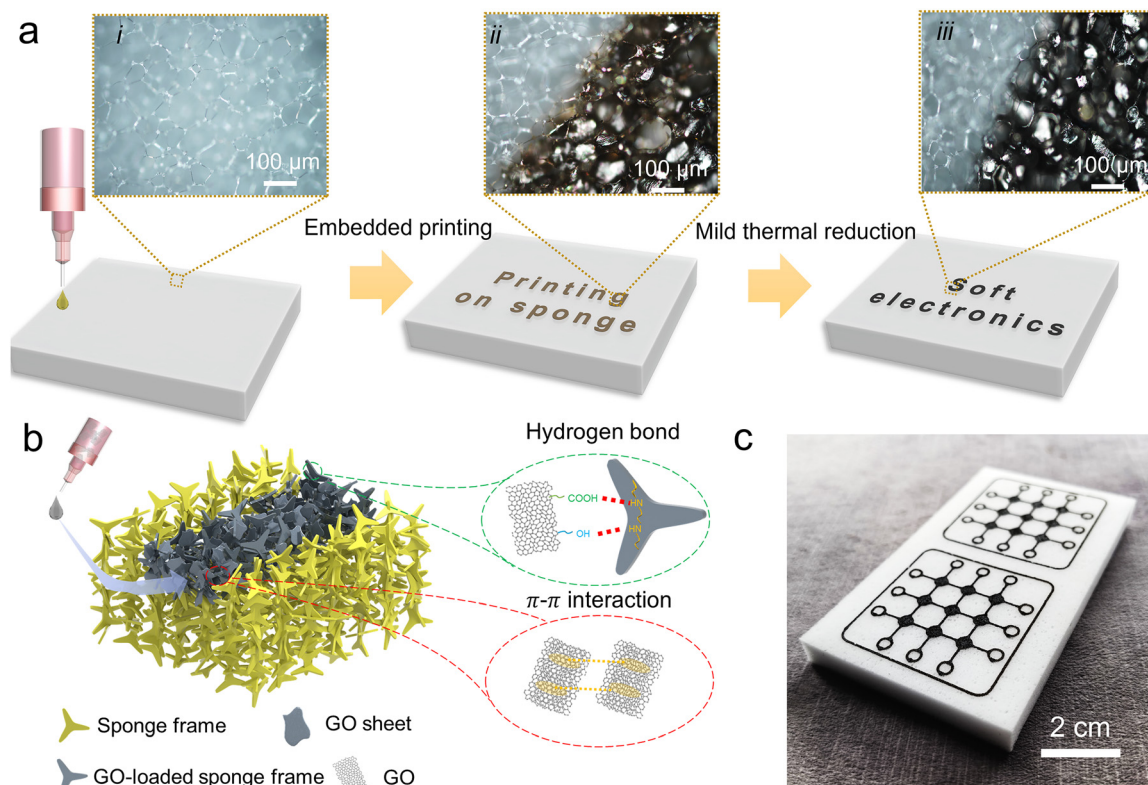 a
i
100 μm
ii
100 μm
iii
100 μm
Embedded printing
Mild thermal reduction
Printing
on sponge
Soft
electronics
b
Hydrogen bond
COOH
HN
OH
HN
π-π interaction
Sponge frame
GO sheet
GO-loaded sponge frame
GO
c
2 cm